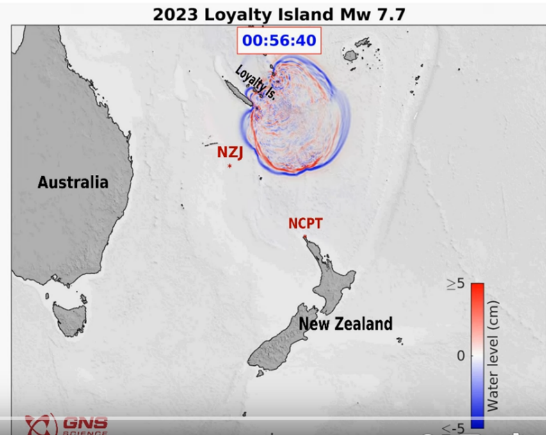 2023 Loyalty Island Mw 7.7
00:56:40
Loyalty Is.
NZJ
Australia
NCPT
New Zealand
≥5
0
≤-5
Water level (cm)
GNS
SCIENCE